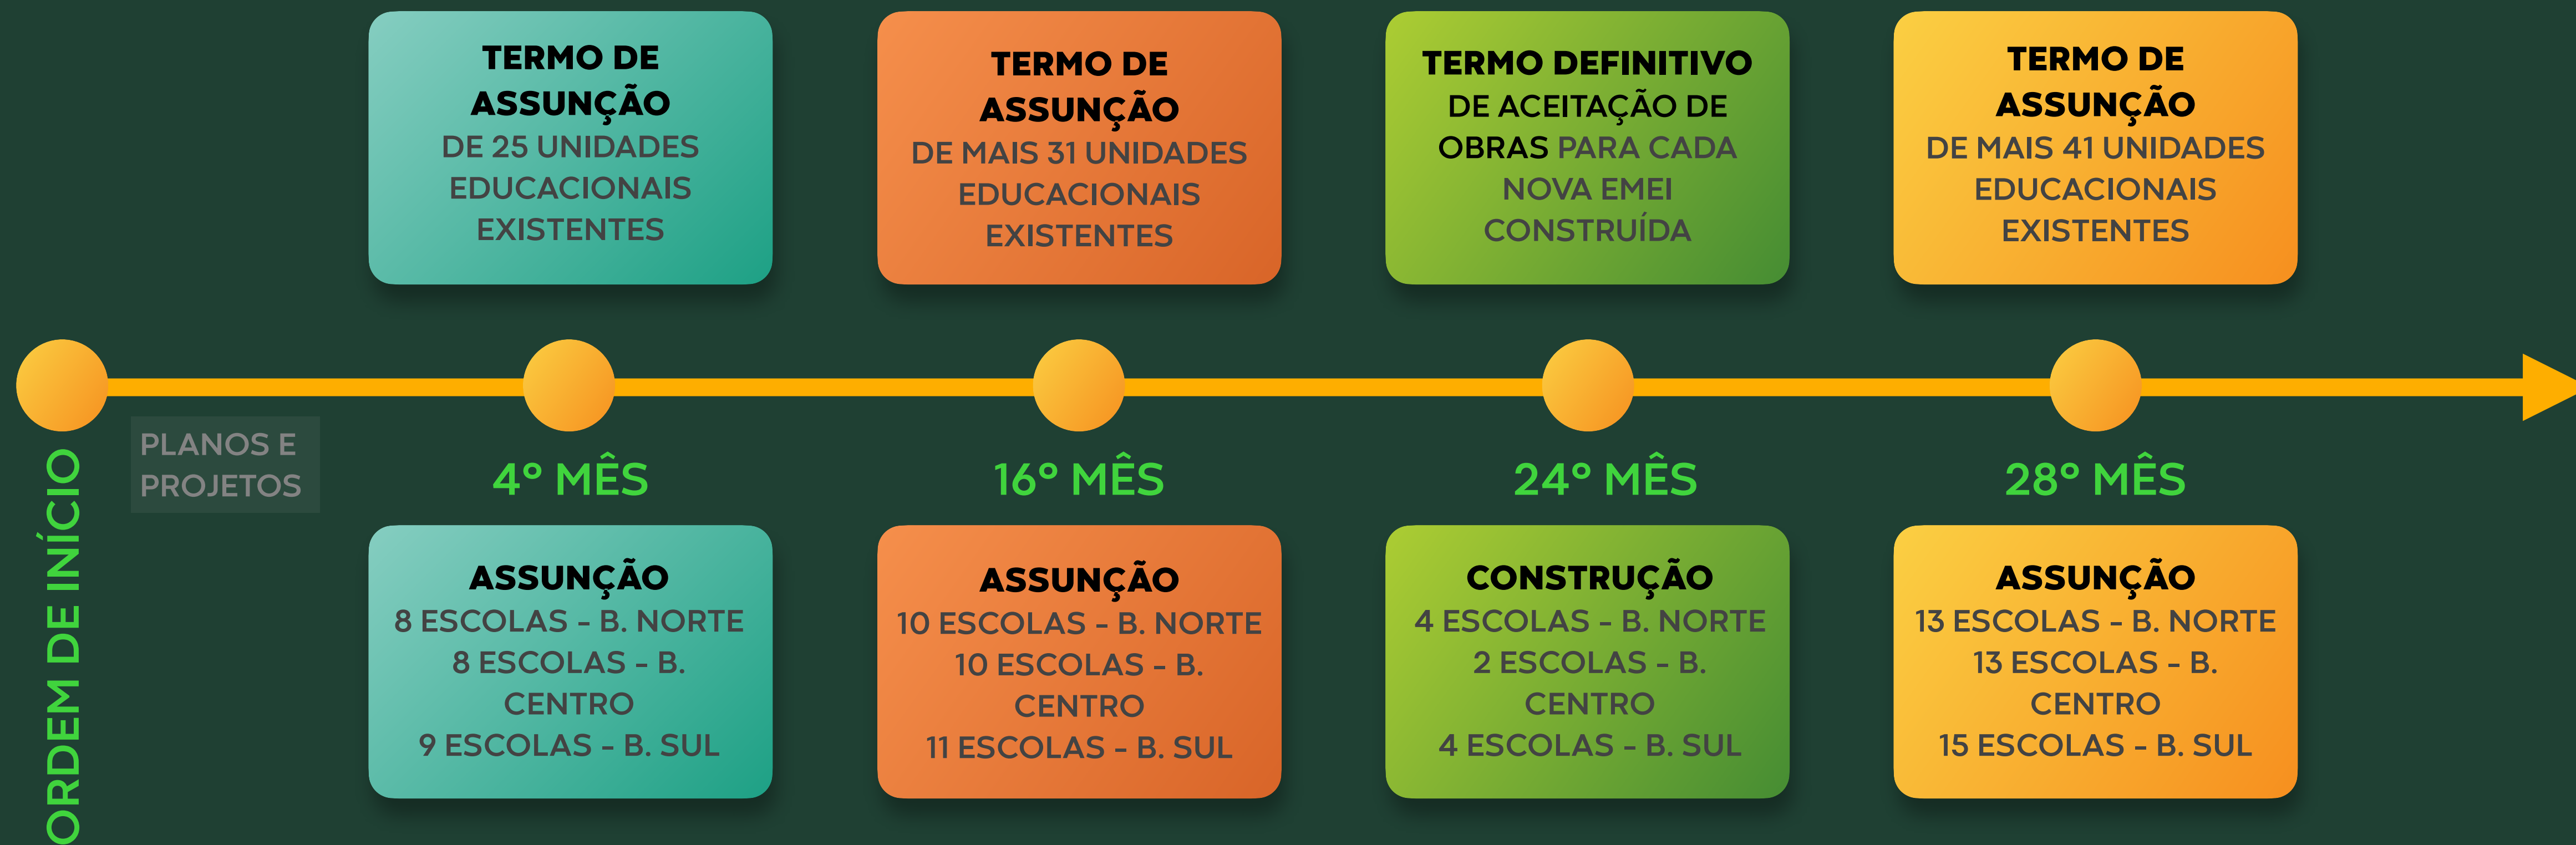 TERMO DE
ASSUNÇÃO
DE 25 UNIDADES
EDUCACIONAIS
EXISTENTES
TERMO DE
ASSUNÇÃO
DE MAIS 31 UNIDADES
EDUCACIONAIS
EXISTENTES
TERMO DEFINITIVO
DE ACEITAÇÃO DE
OBRAS PARA CADA
NOVA EMEI
CONSTRUÍDA
TERMO DE
ASSUNÇÃO
DE MAIS 41 UNIDADES
EDUCACIONAIS
EXISTENTES
ORDEM DE INÍCIO
PLANOS E
PROJETOS
4º MÊS
16º MÊS
24º MÊS
28º MÊS
ASSUNÇÃO
8 ESCOLAS - B. NORTE
8 ESCOLAS - B.
CENTRO
9 ESCOLAS - B. SUL
ASSUNÇÃO
10 ESCOLAS - B. NORTE
10 ESCOLAS - B.
CENTRO
11 ESCOLAS - B. SUL
CONSTRUÇÃO
4 ESCOLAS - B. NORTE
2 ESCOLAS - B.
CENTRO
4 ESCOLAS - B. SUL
ASSUNÇÃO
13 ESCOLAS - B. NORTE
13 ESCOLAS - B.
CENTRO
15 ESCOLAS - B. SUL